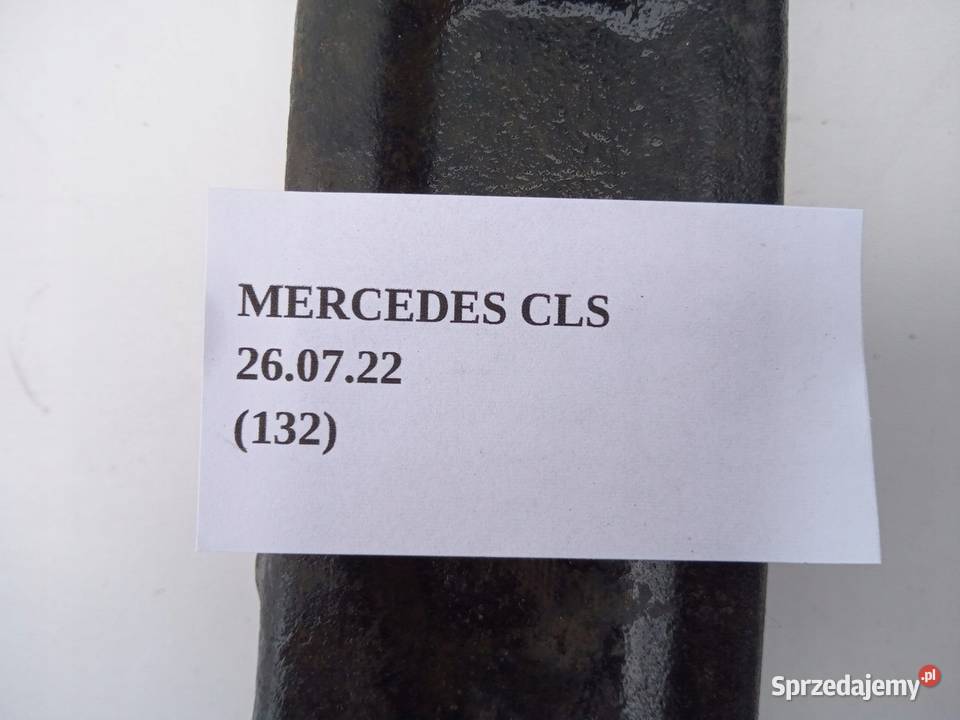 MERCEDES CLS
26.07.22
(132)
Sprzedajemy.pl